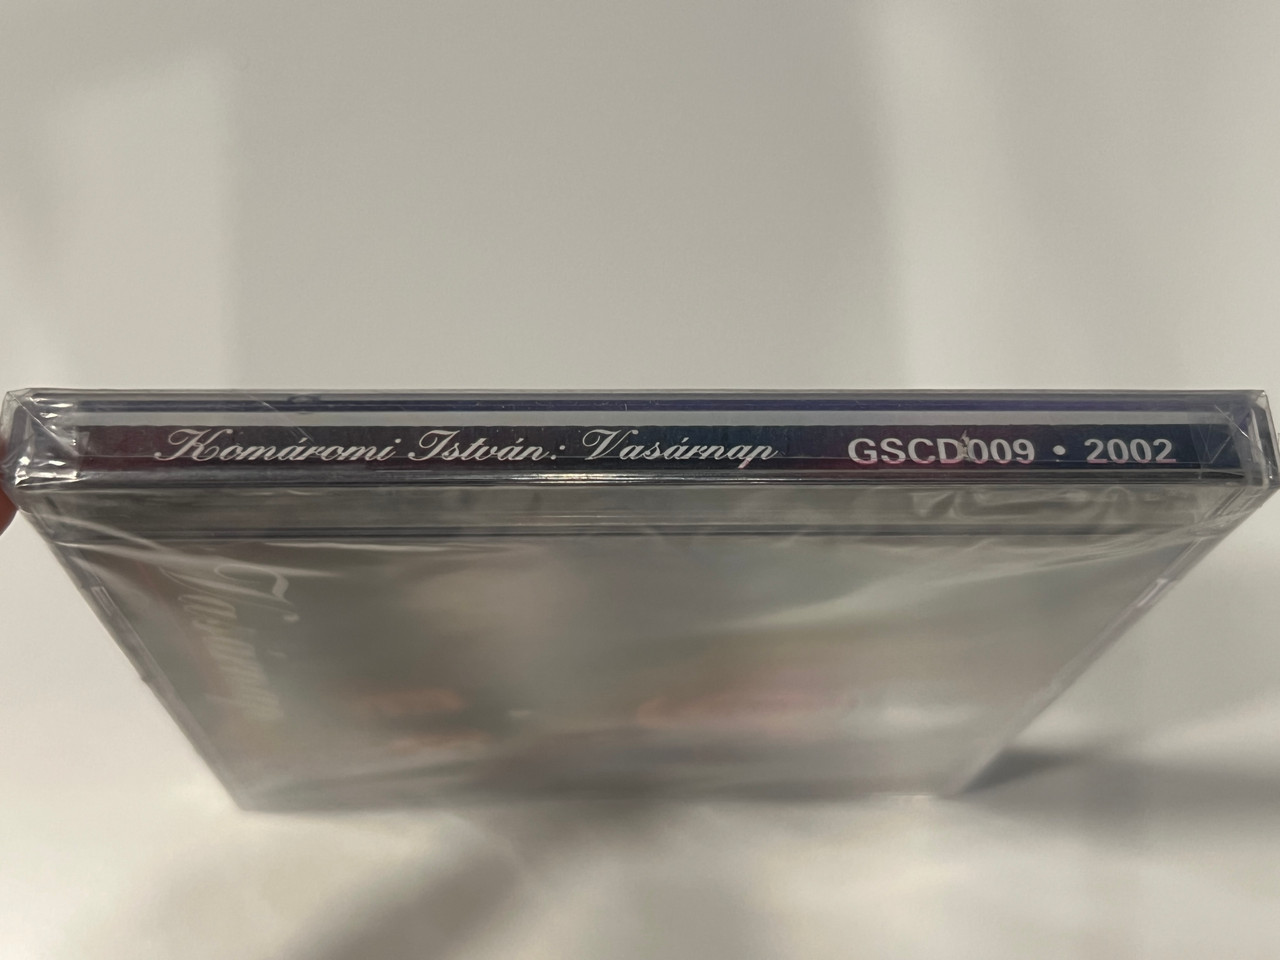 Komáromi István: Vasárnap GSCD009 • 2002